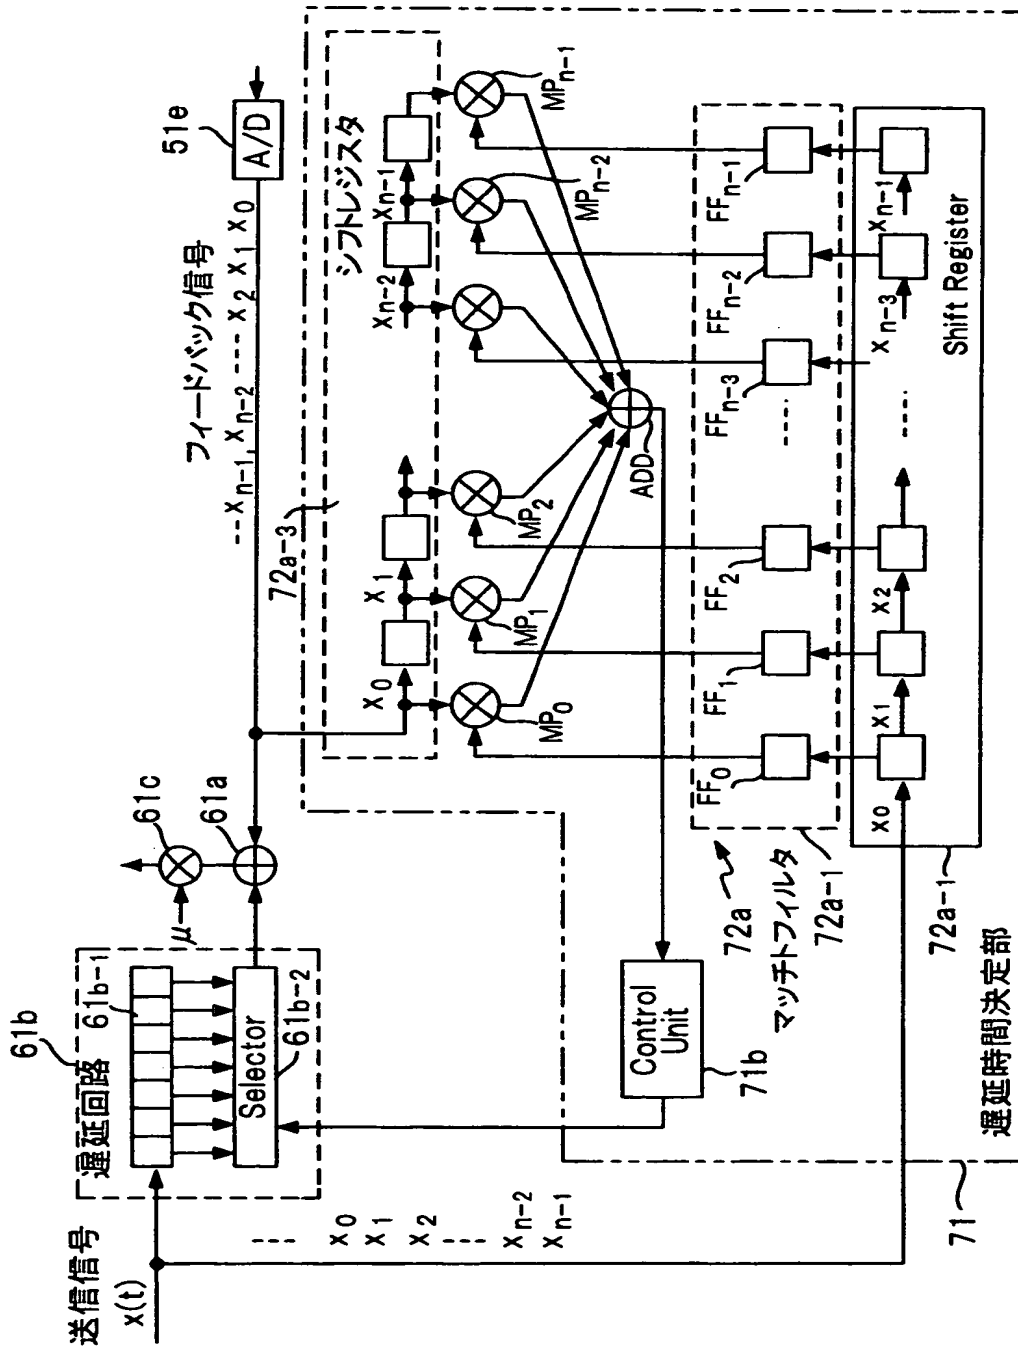 送信信号
x(t)
61b
遅延回路
61b-1
Selector
61b-2
μ
61c
61a
フィードバック信号
---Xn-1, Xn-2 ---- X2 X1 X0
51e
A/D
---- X0 X1 X2 ---- Xn-2 Xn-1
72a-3
シフトレジスタ
X0
X1
Xn-2
Xn-1
MP0
MP1
MP2
MPn-2
MPn-1
ADD
Control
Unit
71b
72a
マッチトフィルタ
72a-1
FF0
FF1
FF2
----
FFn-3
FFn-2
FFn-1
X0
X1
X2
----
Xn-3
Xn-1
Shift Register
72a-1
遅延時間決定部
71